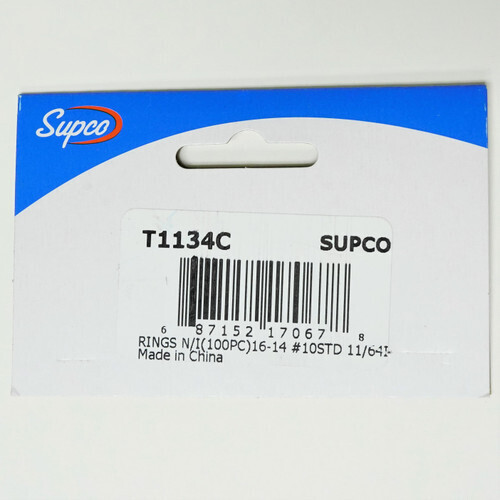 Supco
T1134C SUPCO
6 87152 17067 8
RINGS N/I(100PC)16-14 #10STD 11/64I
Made in China